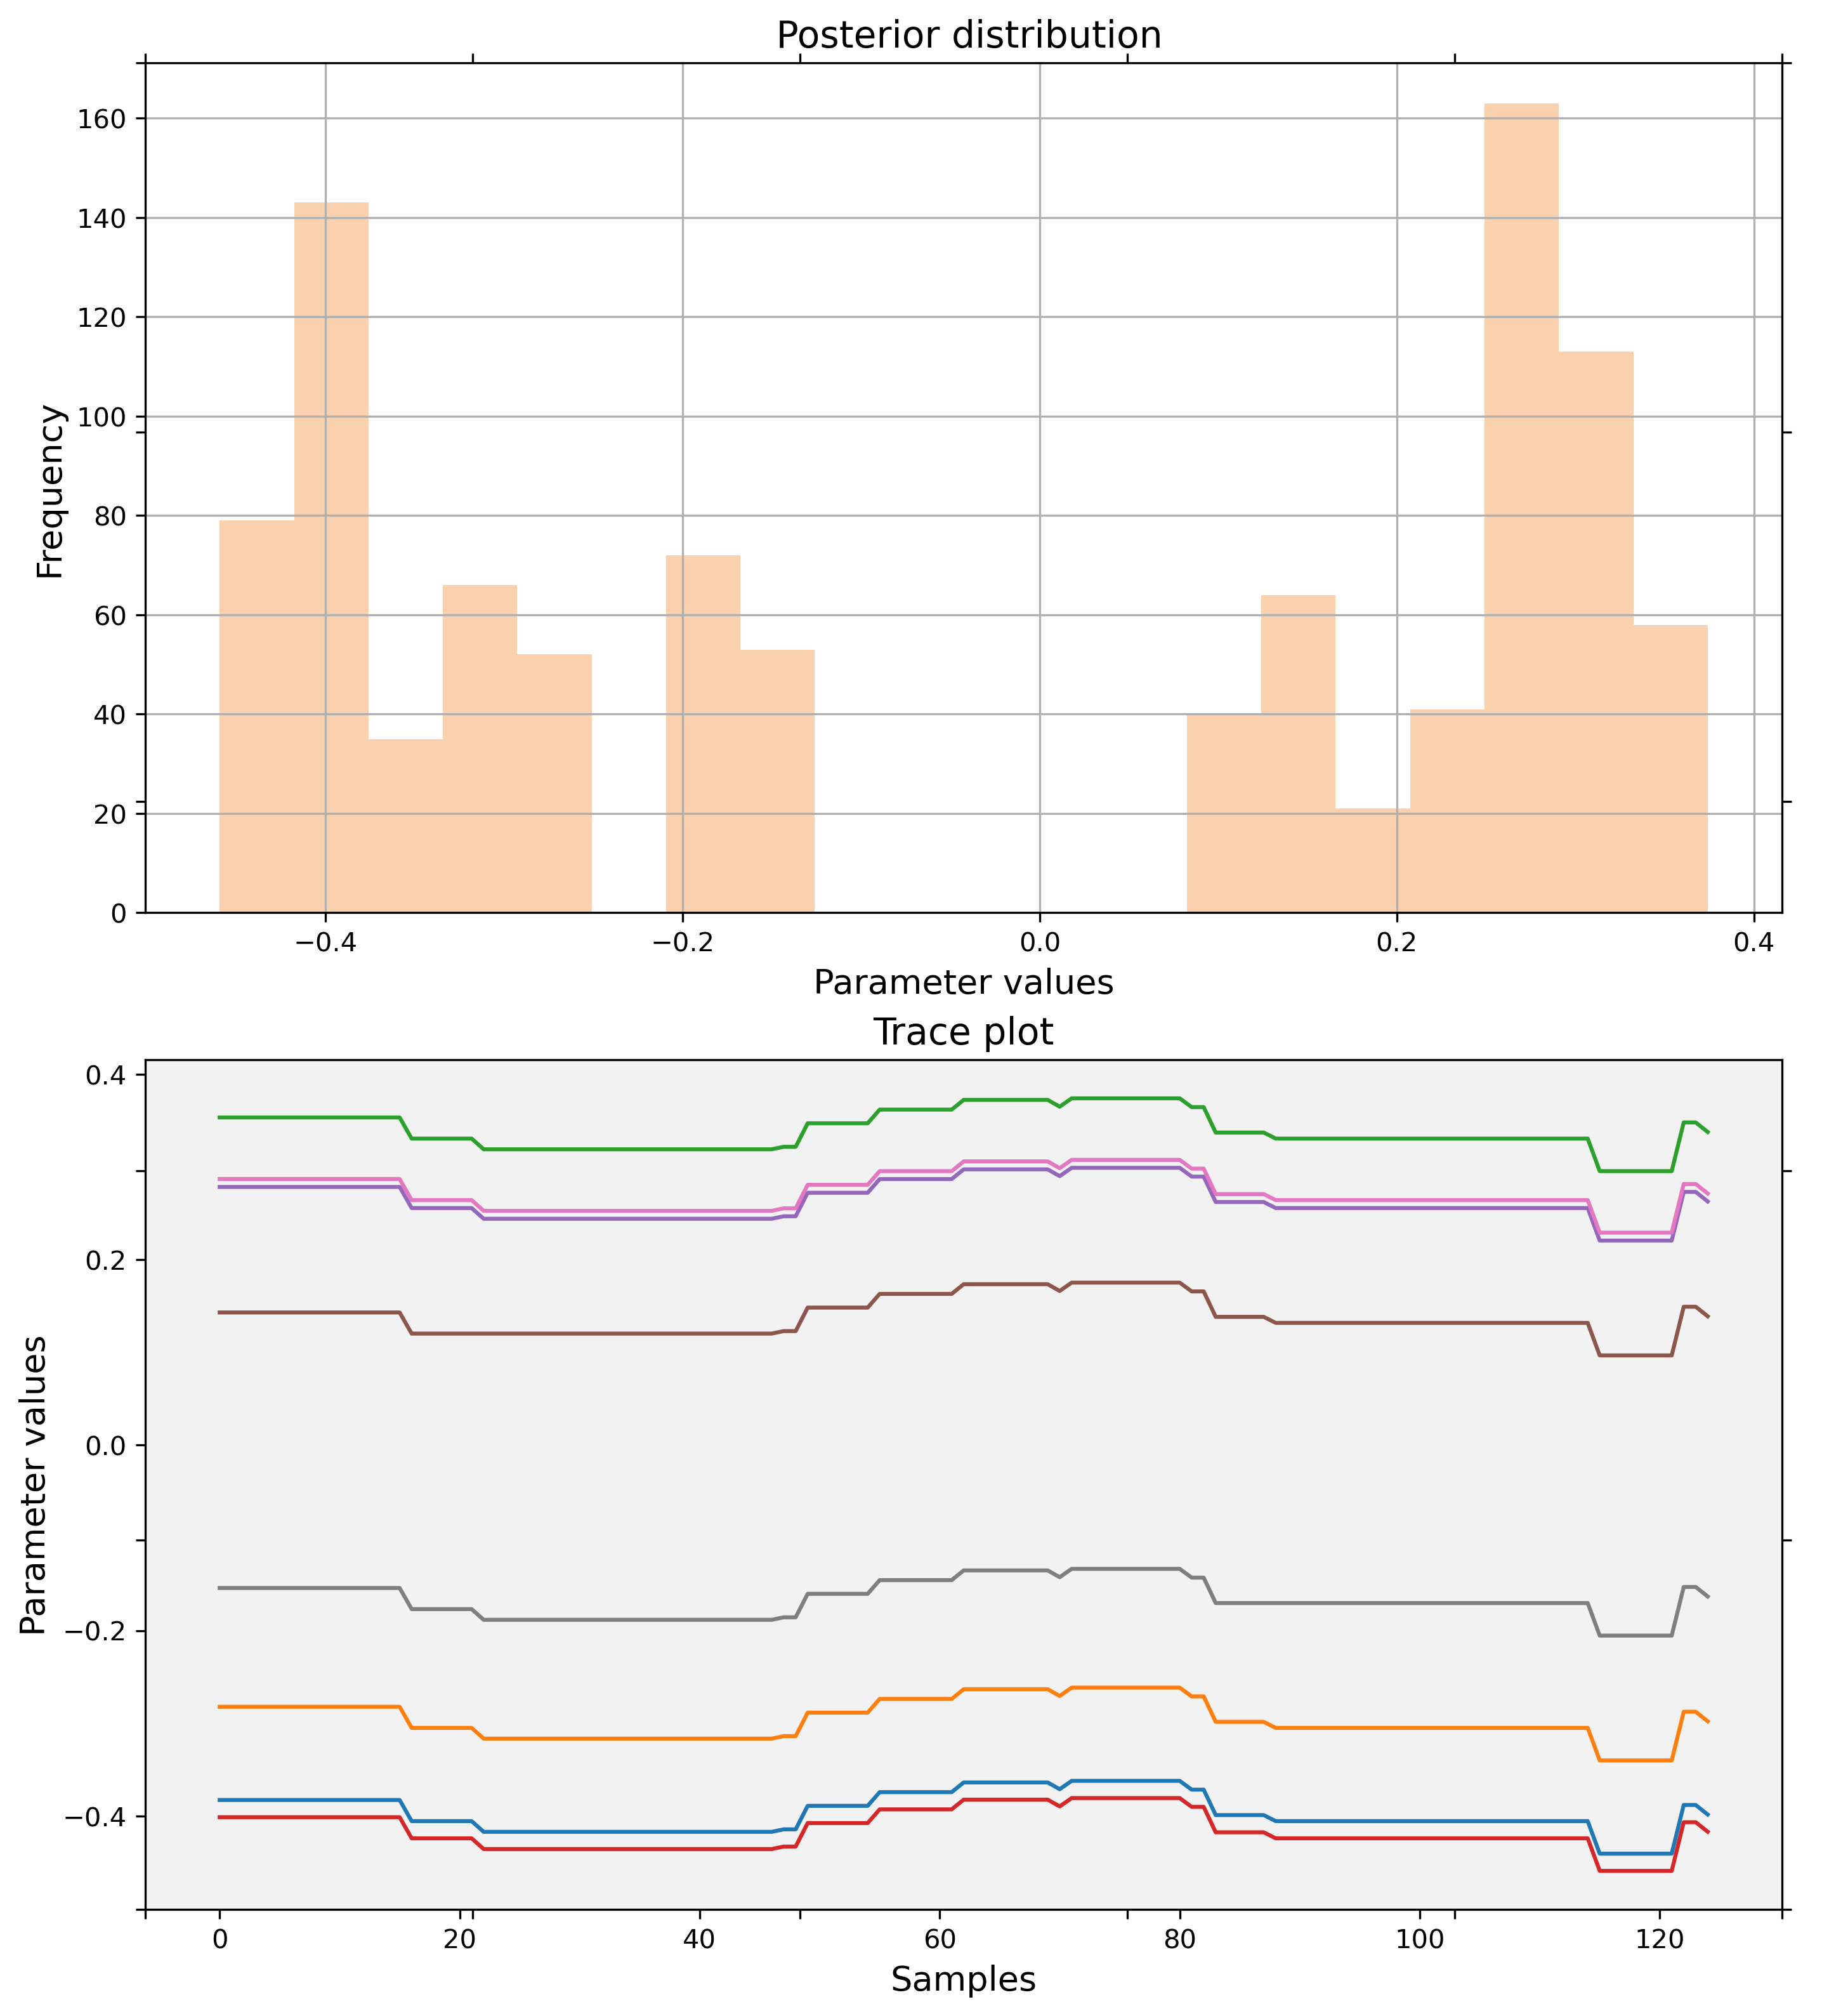 Posterior distribution
160
140
120
100
80
60
40
20
0
Frequency
−0.4 −0.2 0.0 0.2 0.4
Parameter values
Trace plot
0.4
0.2
0.0
−0.2
−0.4
Parameter values
0 20 40 60 80 100 120
Samples